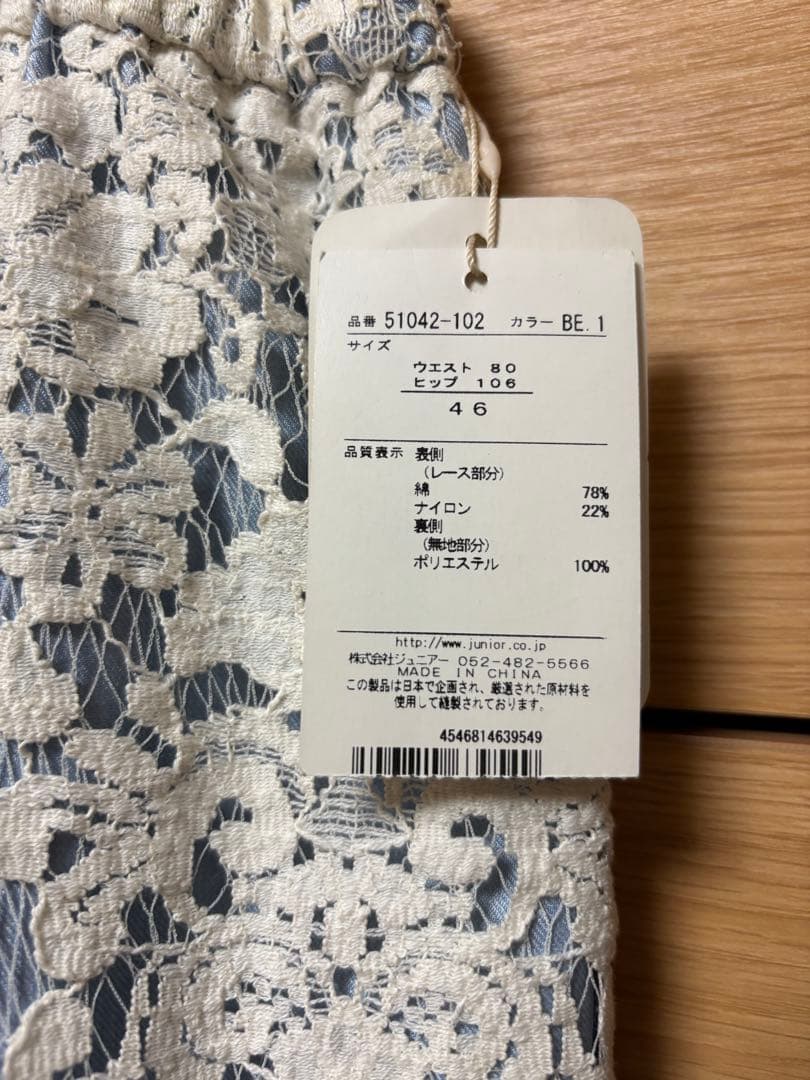 品番 51042-102 カラー BE.1
サイズ
ウエスト 80
ヒップ 106
46
品質表示 表側
(レース部分)
綿 78%
ナイロン 22%
裏側
(無地部分)
ポリエステル 100%
http://www.junior.co.jp
株式会社ジュニアー 052-482-5566
MADE IN CHINA
この製品は日本で企画され、厳選された原材料を
使用して縫製されております。
4546814639549